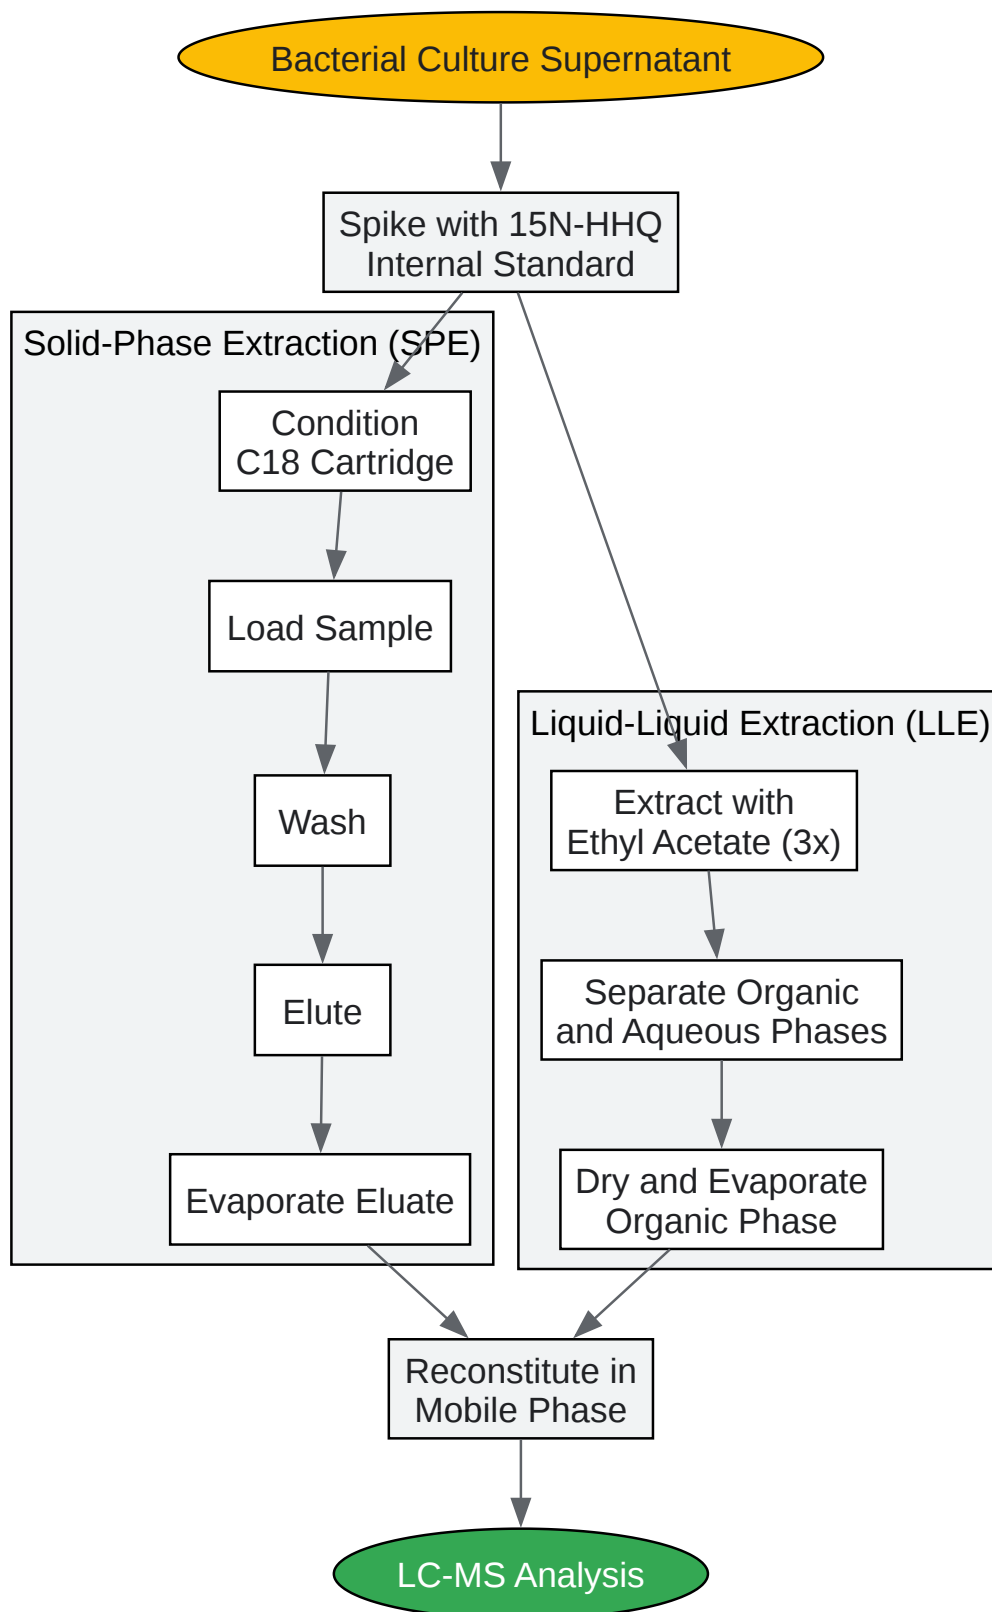 Bacterial Culture Supernatant
Spike with 15N-HHQ
Internal Standard
Solid-Phase Extraction (SPE)
Condition
C18 Cartridge
Load Sample
Wash
Elute
Evaporate Eluate
Liquid-Liquid Extraction (LLE)
Extract with
Ethyl Acetate (3x)
Separate Organic
and Aqueous Phases
Dry and Evaporate
Organic Phase
Reconstitute in
Mobile Phase
LC-MS Analysis